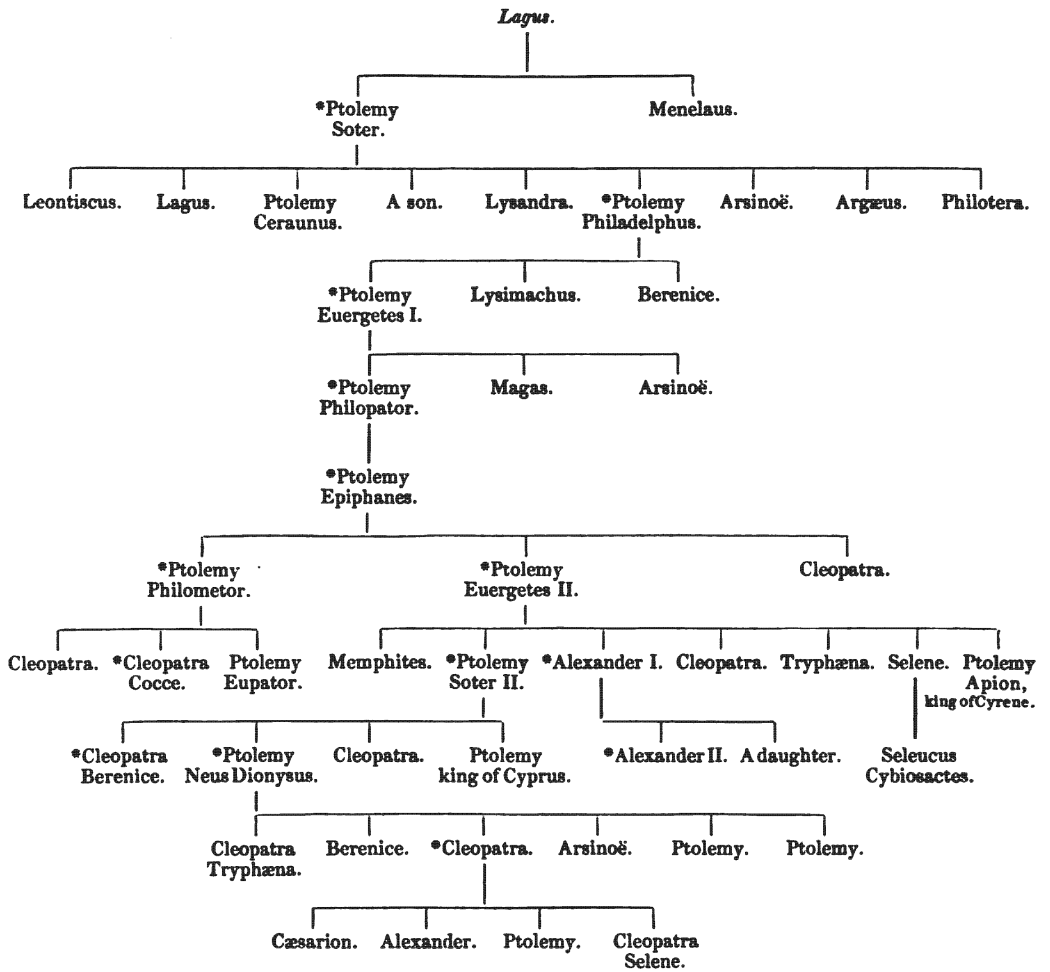 Lagus.
*Ptolemy Menelaus.
Soter.
Leontiscus. Lagus. Ptolemy A son. Lysandra. *Ptolemy Arsinoë. Argæus. Philotera.
Ceraunus. Philadelphus.
*Ptolemy Lysimachus. Berenice.
Euergetes I.
*Ptolemy Magas. Arsinoë.
Philopator.
*Ptolemy
Epiphanes.
*Ptolemy *Ptolemy Cleopatra.
Philometor. Euergetes II.
Cleopatra. *Cleopatra Ptolemy Memphites. *Ptolemy *Alexander I. Cleopatra. Tryphæna. Selene. Ptolemy
Cocce. Eupator. Soter II. Apion,
king of Cyrene.
*Cleopatra *Ptolemy Cleopatra. Ptolemy *Alexander II. A daughter. Seleucus
Berenice. Neus Dionysus. king of Cyprus. Cybiosactes.
Cleopatra Berenice. *Cleopatra. Arsinoë. Ptolemy. Ptolemy.
Tryphæna.
Cæsarion. Alexander. Ptolemy. Cleopatra
Selene.